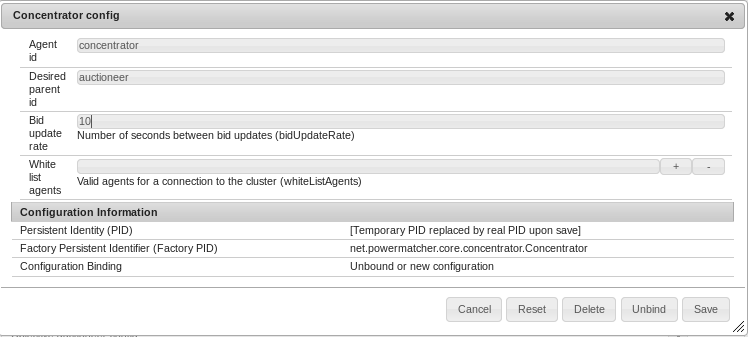 Concentrator config
Agent
id
concentrator
Desired
parent
id
auctioneer
Bid
update
rate
10
Number of seconds between bid updates (bidUpdateRate)
White
list
agents
+ -
Valid agents for a connection to the cluster (whiteListAgents)
Configuration Information
Persistent Identity (PID) [Temporary PID replaced by real PID upon save]
Factory Persistent Identifier (Factory PID) net.powermatcher.core.concentrator.Concentrator
Configuration Binding Unbound or new configuration
Cancel Reset Delete Unbind Save